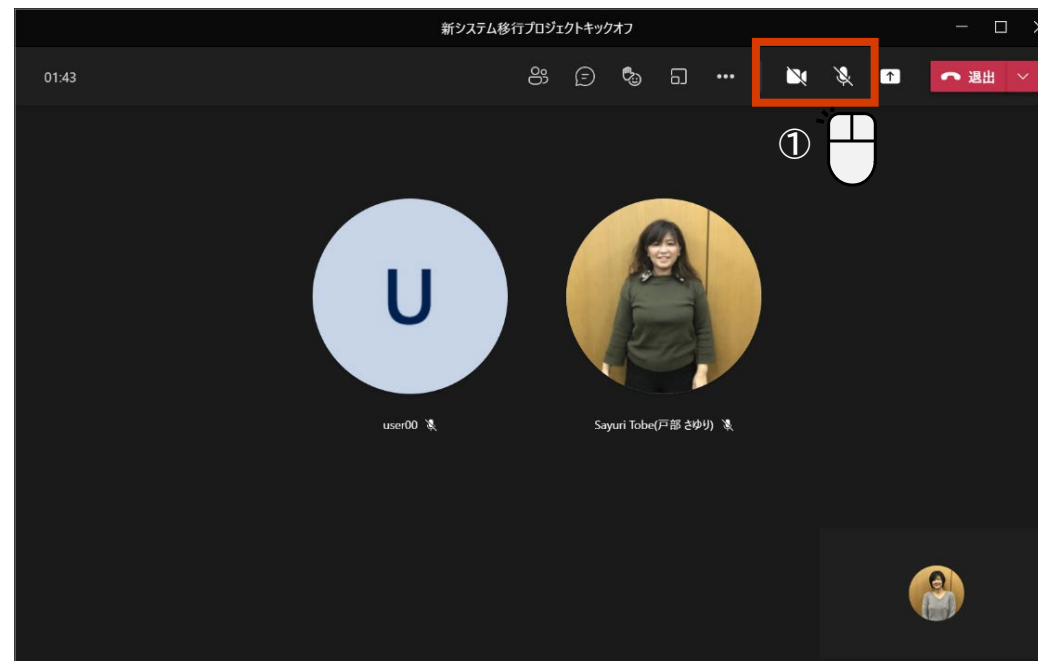 新システム移行プロジェクトキックオフ
01:43
退出
①
U
user00
Sayuri Tobe(戸部 さゆり)